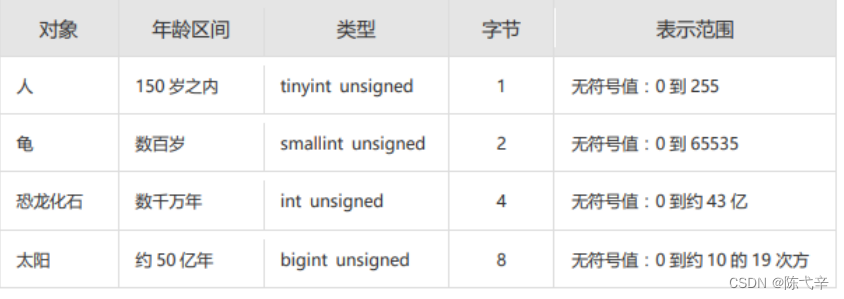 对象 年龄区间 类型 字节 表示范围
人 150 岁之内 tinyint unsigned 1 无符号值：0 到 255
龟 数百岁 smallint unsigned 2 无符号值：0 到 65535
恐龙化石 数千万年 int unsigned 4 无符号值：0 到约 43 亿
太阳 约 50 亿年 bigint unsigned 8 无符号值：0 到约 10 的 19 次方
CSDN @陈弋辛